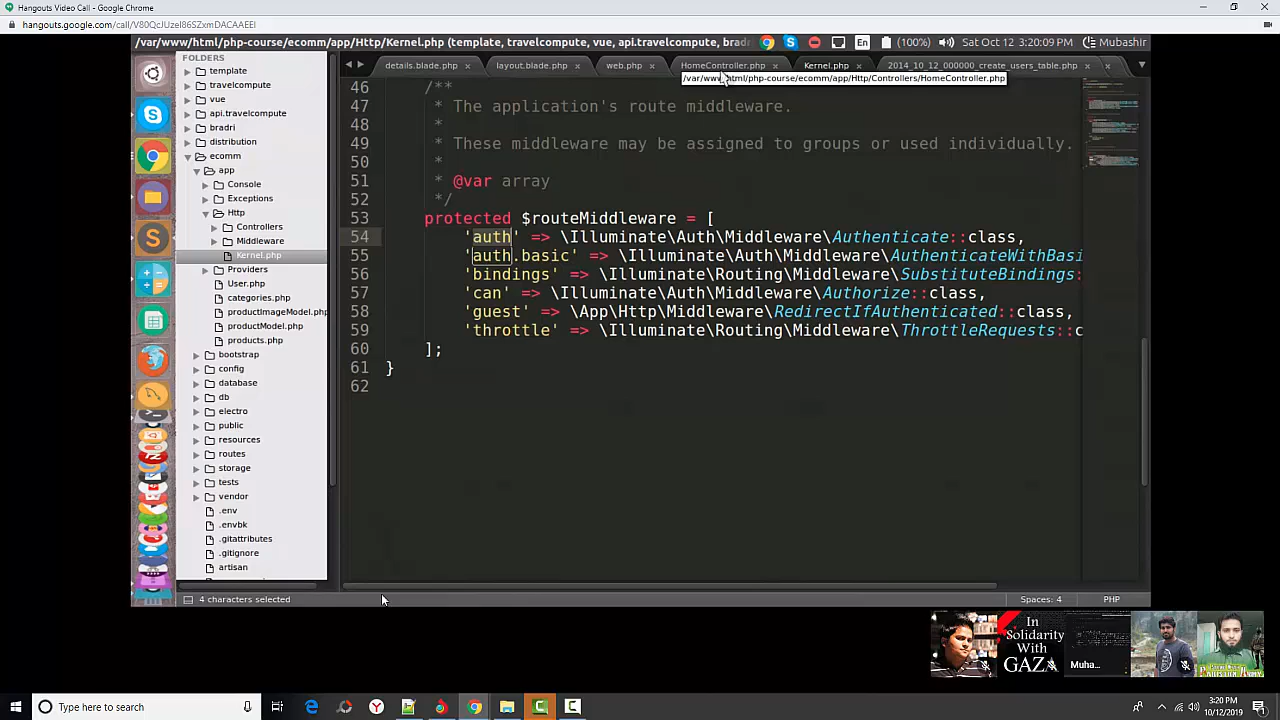 Hangouts Video Call - Google Chrome
hangouts.google.com/call/V80QcJUzel86SZxmDACAAEEI
/var/www/html/php-course/ecomm/app/Http/Kernel.php (template, travelcompute, vue, api.travelcompute, bradr
En
(100%)
Sat Oct 12 3:20:09 PM
Mubashir
FOLDERS
template
travelcompute
vue
api.travelcompute
bradri
distribution
ecomm
app
Console
Exceptions
Http
Controllers
Middleware
Kernel.php
Providers
User.php
categories.php
productImageModel.php
productModel.php
products.php
bootstrap
config
database
db
electro
public
resources
routes
storage
tests
vendor
.env
.envbk
.gitattributes
.gitignore
artisan
details.blade.php
layout.blade.php
web.php
HomeController.php
Kernel.php
2014_10_12_000000_create_users_table.php
/var/www/html/php-course/ecomm/app/Http/Controllers/HomeController.php
46 /**
47 * The application's route middleware.
48 *
49 * These middleware may be assigned to groups or used individually.
50 *
51 * @var array
52 */
53 protected $routeMiddleware = [
54 'auth' => \Illuminate\Auth\Middleware\Authenticate::class,
55 'auth.basic' => \Illuminate\Auth\Middleware\AuthenticateWithBasi
56 'bindings' => \Illuminate\Routing\Middleware\SubstituteBindings:
57 'can' => \Illuminate\Auth\Middleware\Authorize::class,
58 'guest' => \App\Http\Middleware\RedirectIfAuthenticated::class,
59 'throttle' => \Illuminate\Routing\Middleware\ThrottleRequests::c
60 ];
61 }
62
4 characters selected
Spaces: 4
PHP
In
Solidarity
With
GAZA
Muha...
Type here to search
3:20 PM
10/12/2019